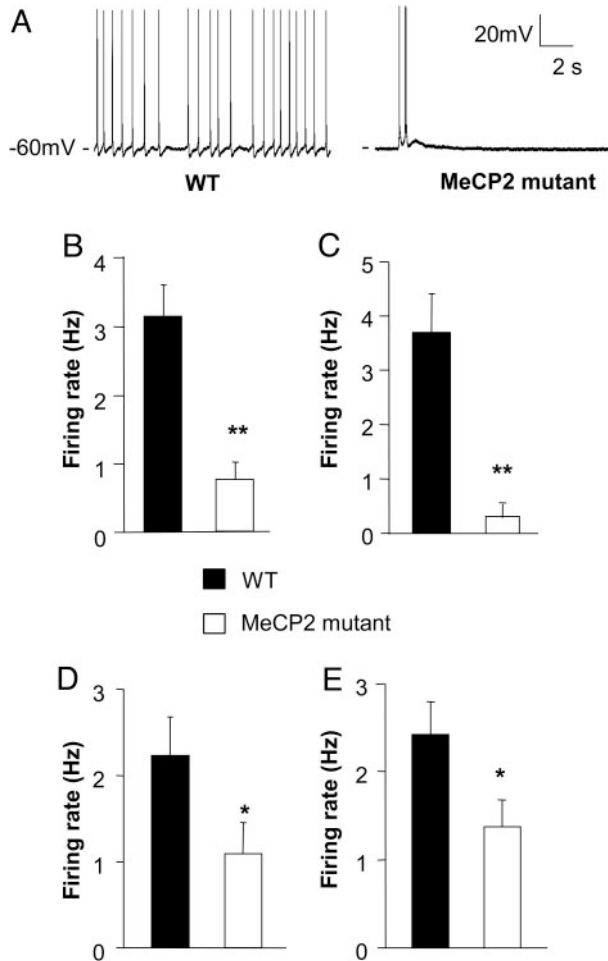 A
20mV
2 s
-60mV -
-
WT
MeCP2 mutant
B
Firing rate (Hz)
4
3
2
1
0
**
C
Firing rate (Hz)
5
4
3
2
1
0
**
WT
MeCP2 mutant
D
Firing rate (Hz)
3
2
1
0
*
E
Firing rate (Hz)
3
2
1
0
*